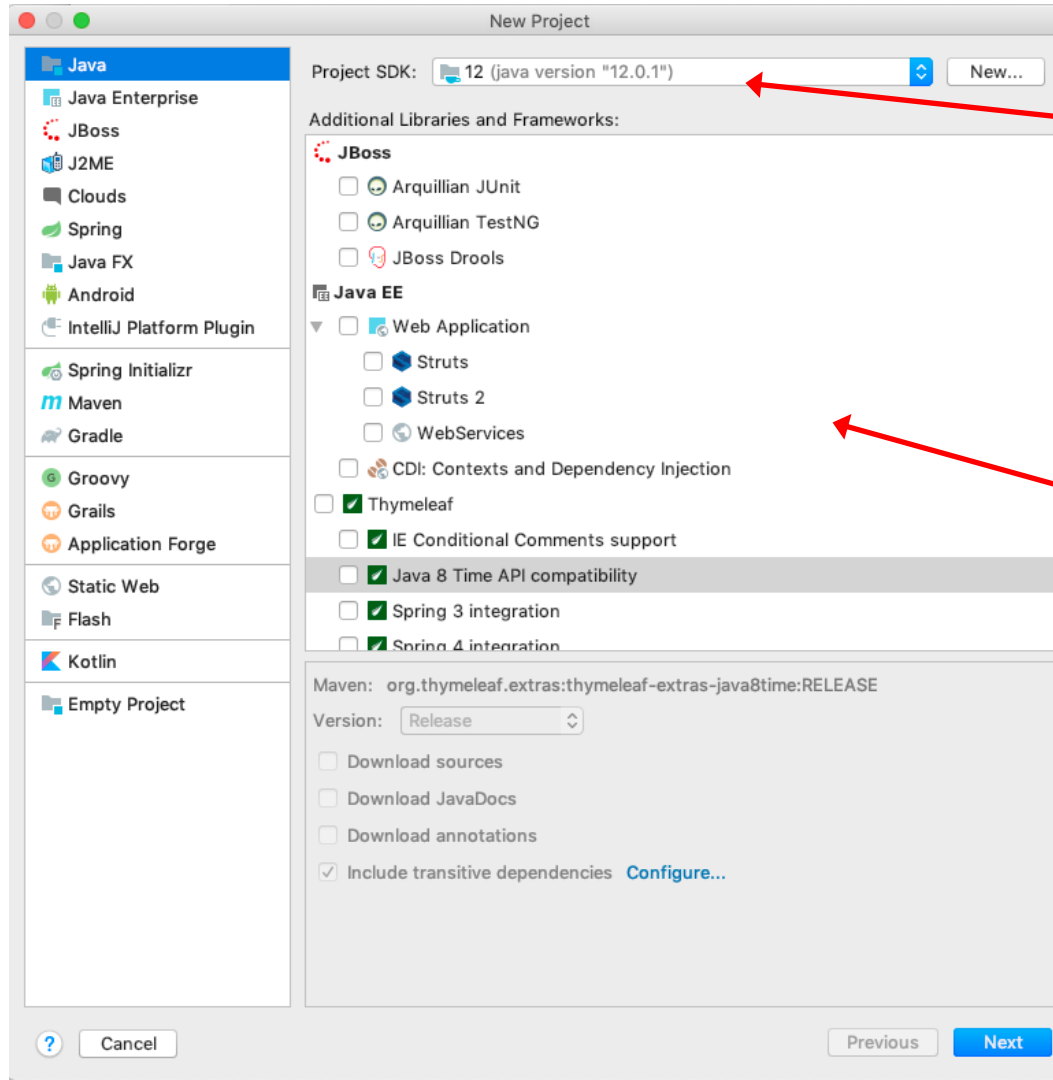 New Project
Java
Java Enterprise
JBoss
J2ME
Clouds
Spring
Java FX
Android
IntelliJ Platform Plugin
Spring Initializr
Maven
Gradle
Groovy
Grails
Application Forge
Static Web
Flash
Kotlin
Empty Project
Project SDK: 12 (java version "12.0.1") New...
Additional Libraries and Frameworks:
JBoss
Arquillian JUnit
Arquillian TestNG
JBoss Drools
Java EE
Web Application
Struts
Struts 2
WebServices
CDI: Contexts and Dependency Injection
Thymeleaf
IE Conditional Comments support
Java 8 Time API compatibility
Spring 3 integration
Spring 4 integration
Maven: org.thymeleaf.extras:thymeleaf-extras-java8time:RELEASE
Version: Release
Download sources
Download JavaDocs
Download annotations
Include transitive dependencies Configure...
? Cancel Previous Next